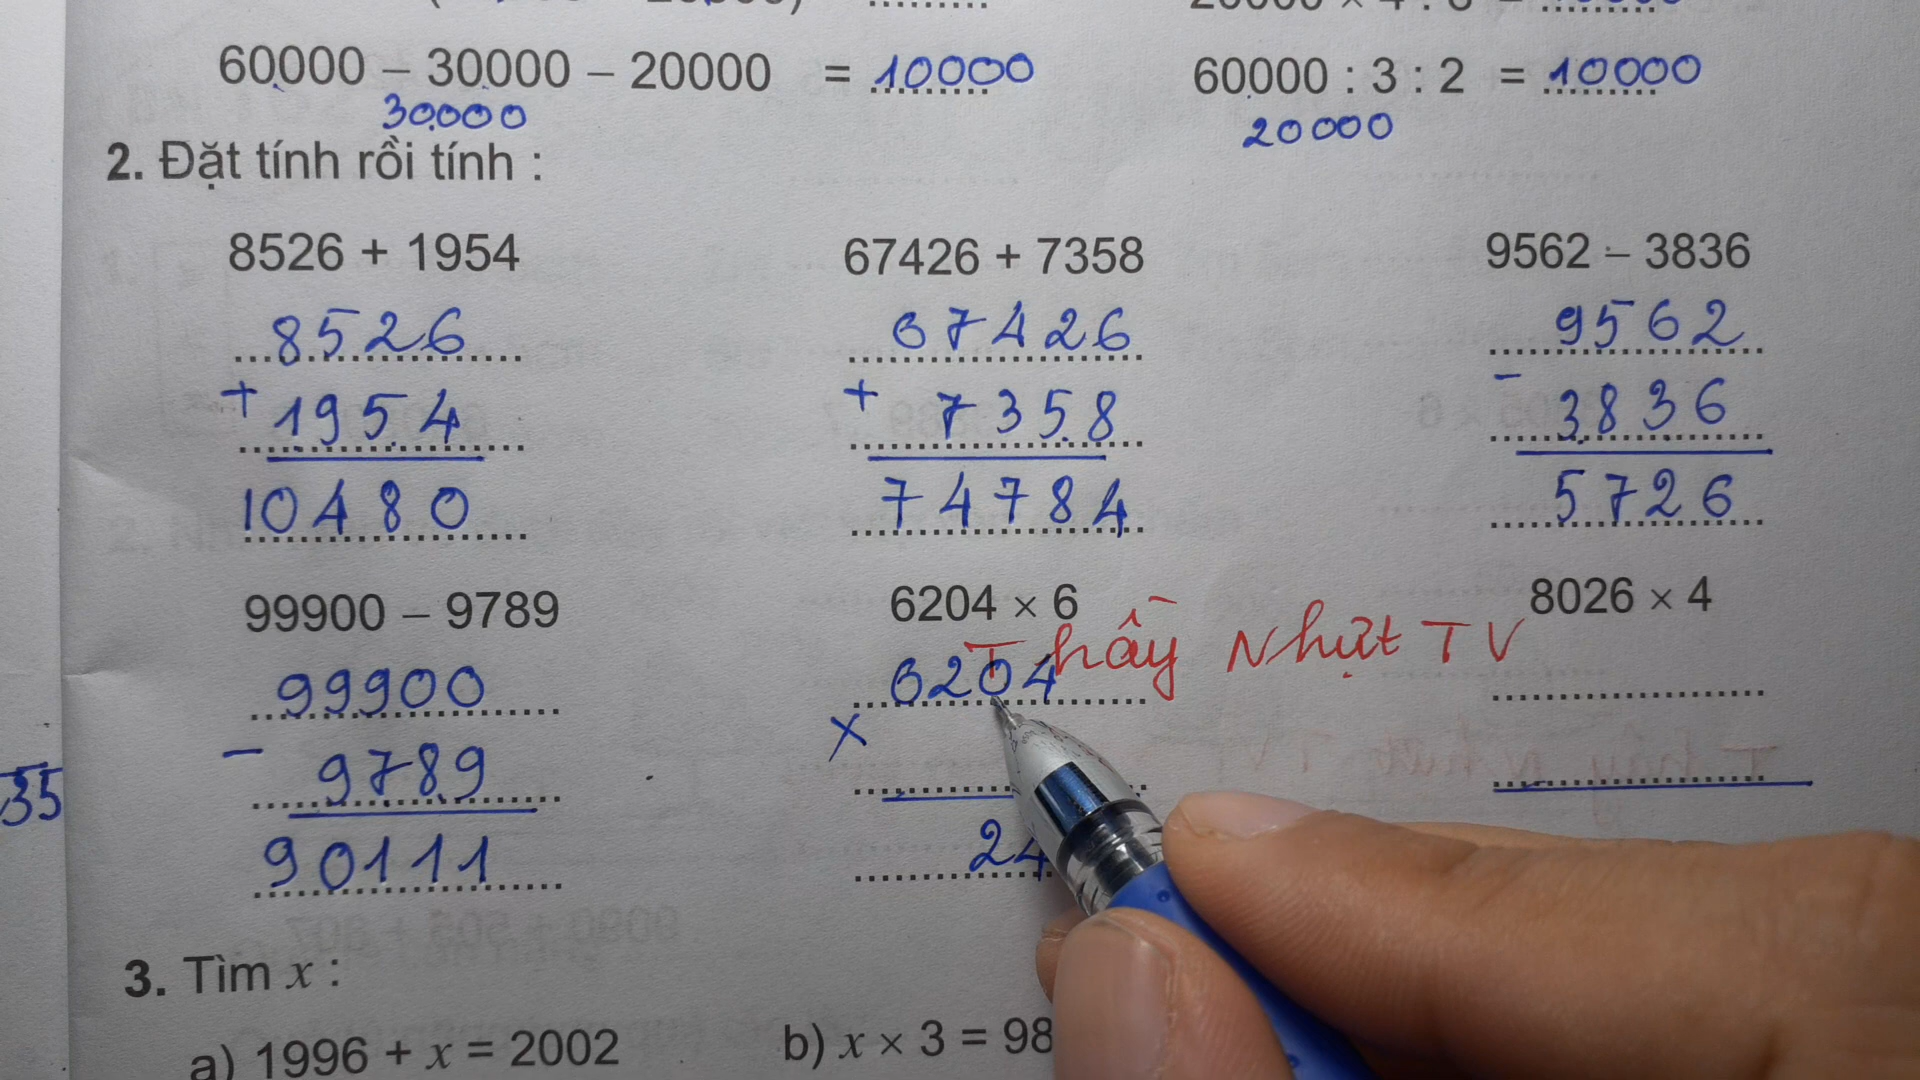 60000 – 30000 – 20000 = 10000
60000 : 3 : 2 = 10000
30000
20000
2. Đặt tính rồi tính :
8526 + 1954
67426 + 7358
9562 – 3836
8526
67426
9562
+ 1954
+ 7358
- 3836
10480
74784
5726
99900 – 9789
6204 × 6
8026 × 4
Thầy Nhựt TV
99900
6204
×
- 9789
35
90111
24
3. Tìm x :
a) 1996 + x = 2002
b) x × 3 = 98